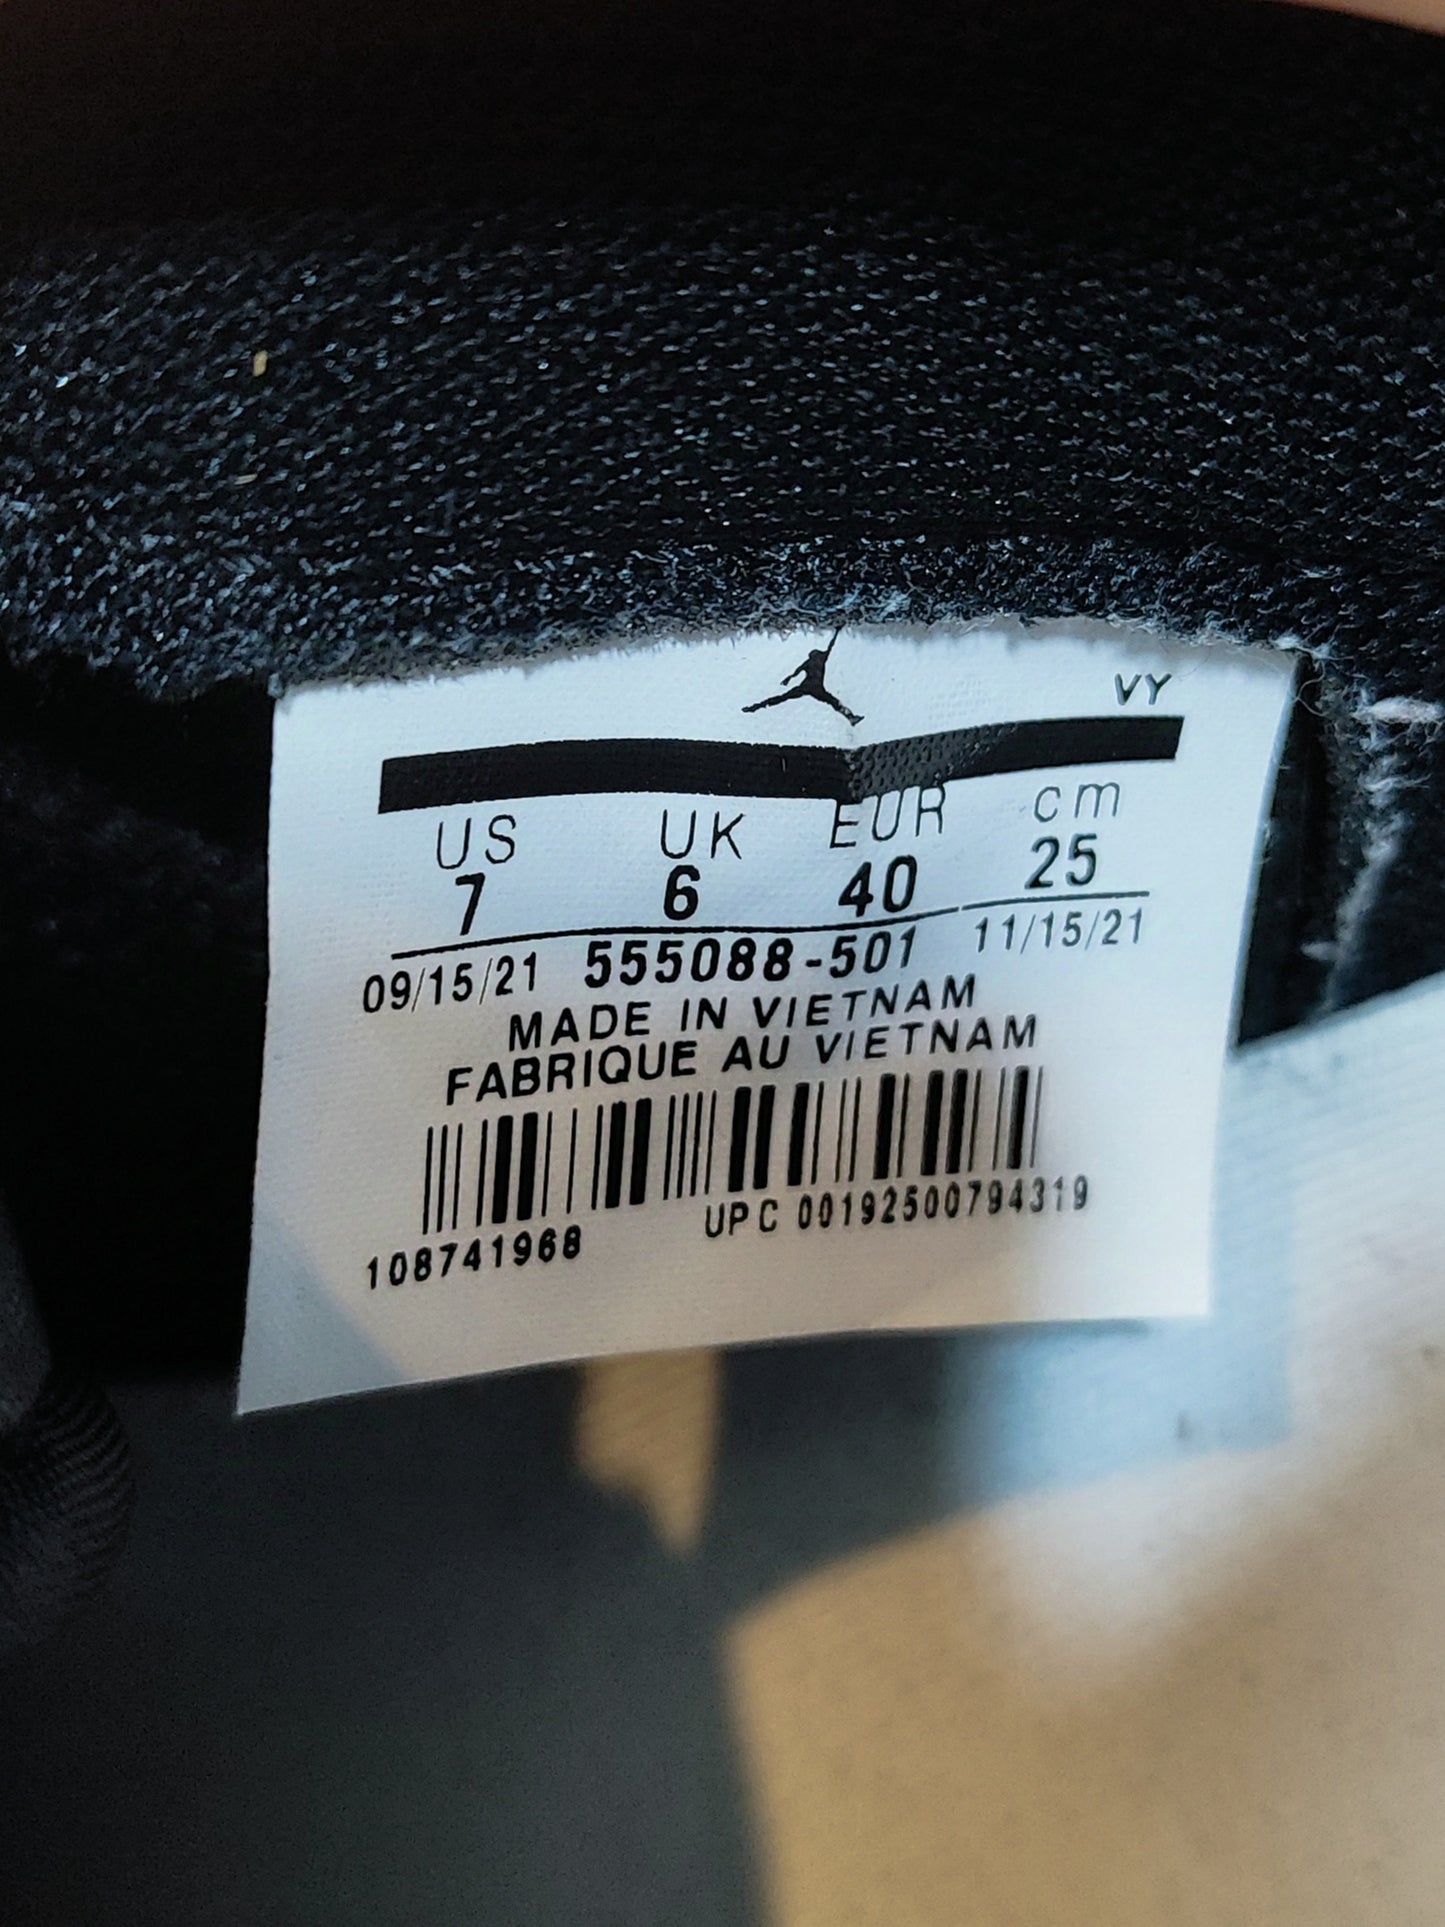 VY
US UK EUR cm
7 6 40 25
09/15/21 555088-501 11/15/21
MADE IN VIETNAM
FABRIQUE AU VIETNAM
108741968 UPC 00192500794319